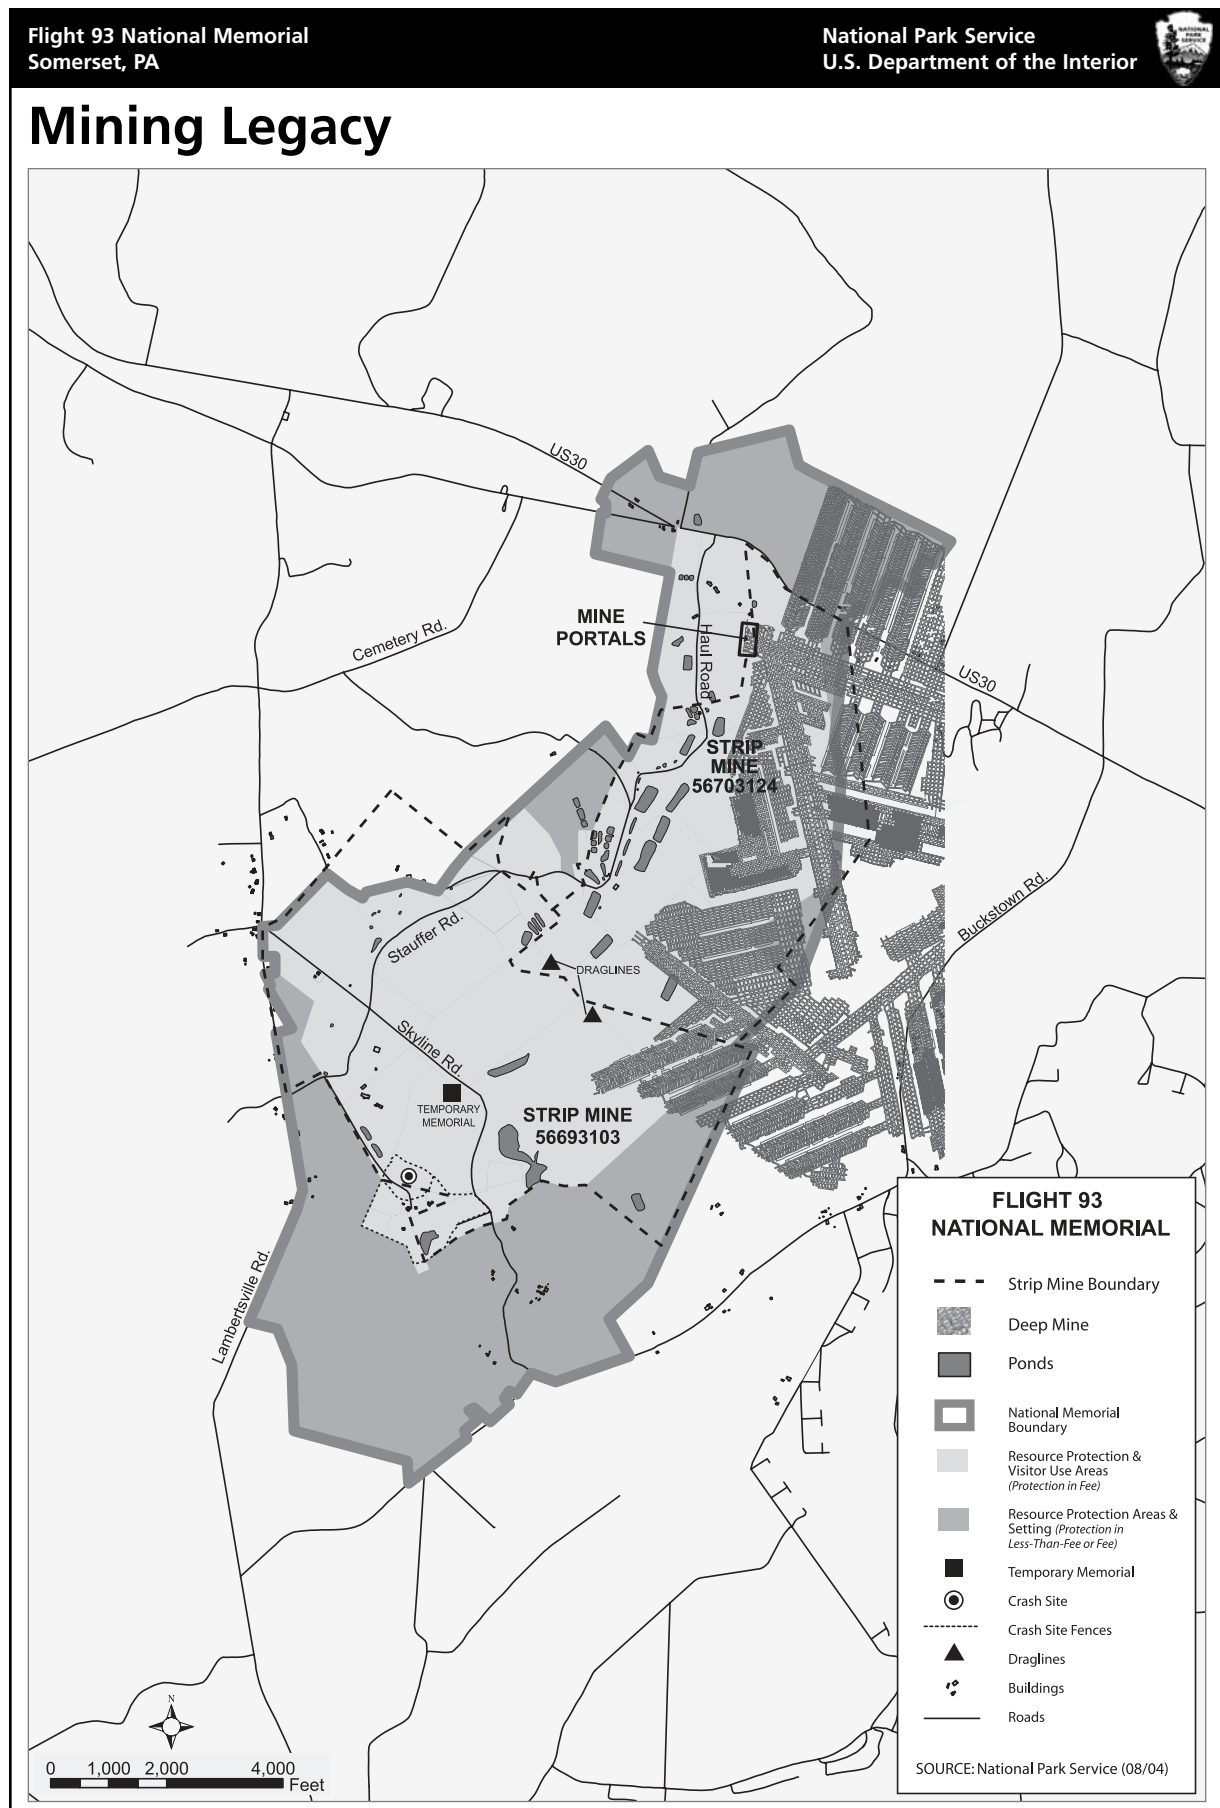 Flight 93 National Memorial
Somerset, PA
National Park Service
U.S. Department of the Interior
NATIONAL
PARK
SERVICE
Mining Legacy
US30
MINE
PORTALS
Cemetery Rd.
Haul Road
US30
STRIP
MINE
56703124
Buckstown Rd.
Stauffer Rd.
DRAGLINES
Skyline Rd.
TEMPORARY
MEMORIAL
STRIP MINE
56693103
Lambertsville Rd.
FLIGHT 93
NATIONAL MEMORIAL
Strip Mine Boundary
Deep Mine
Ponds
National Memorial
Boundary
Resource Protection &
Visitor Use Areas
(Protection in Fee)
Resource Protection Areas &
Setting (Protection in
Less-Than-Fee or Fee)
Temporary Memorial
Crash Site
Crash Site Fences
Draglines
Buildings
Roads
SOURCE: National Park Service (08/04)
N
0 1,000 2,000 4,000
Feet